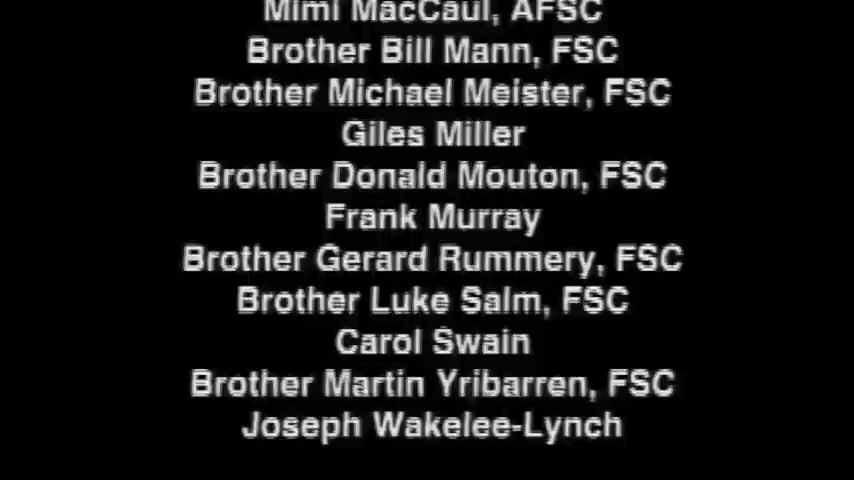 Mimi MacCaul, AFSC
Brother Bill Mann, FSC
Brother Michael Meister, FSC
Giles Miller
Brother Donald Mouton, FSC
Frank Murray
Brother Gerard Rummery, FSC
Brother Luke Salm, FSC
Carol Swain
Brother Martin Yribarren, FSC
Joseph Wakelee-Lynch